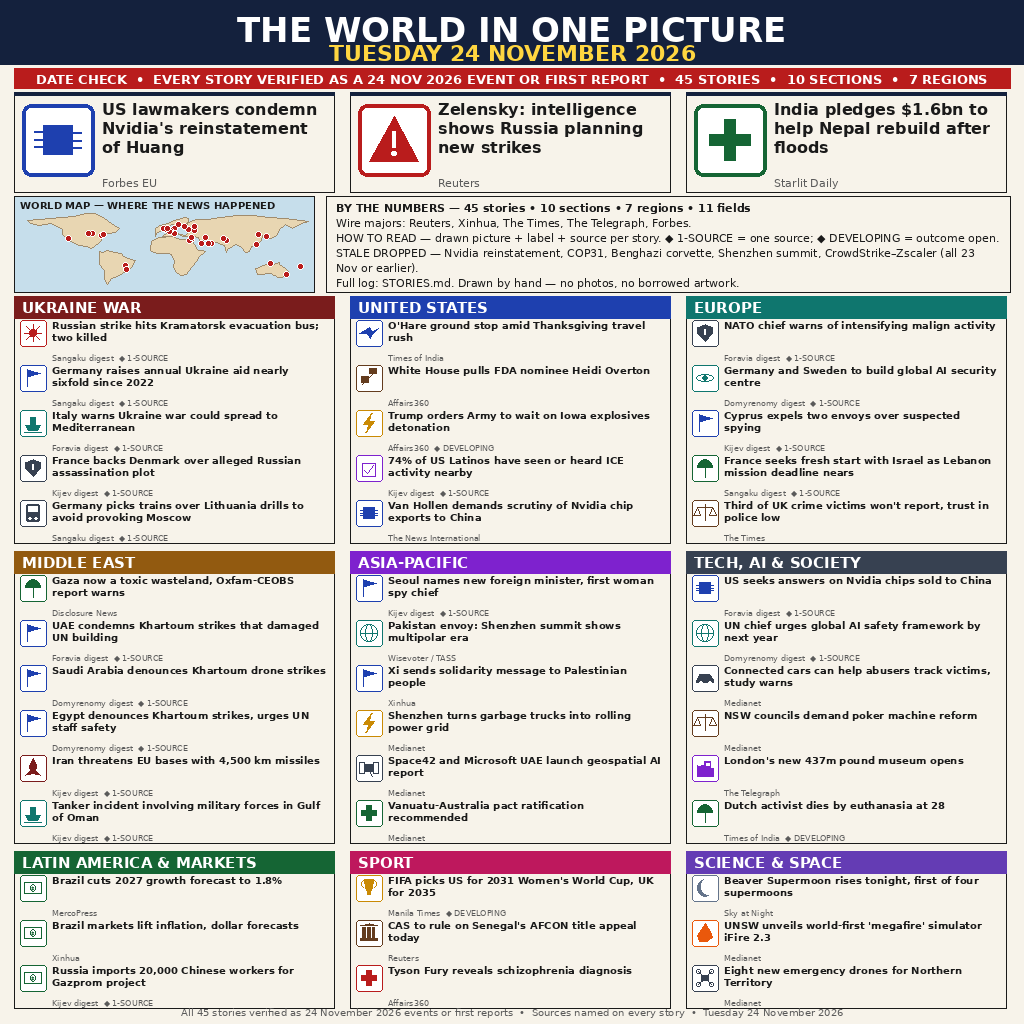 THE WORLD IN ONE PICTURE
TUESDAY 24 NOVEMBER 2026
DATE CHECK • EVERY STORY VERIFIED AS A 24 NOV 2026 EVENT OR FIRST REPORT • 45 STORIES • 10 SECTIONS • 7 REGIONS
US lawmakers condemn
Nvidia's reinstatement
of Huang
Forbes EU
Zelensky: intelligence
shows Russia planning
new strikes
Reuters
India pledges $1.6bn to
help Nepal rebuild after
floods
Starlit Daily
WORLD MAP — WHERE THE NEWS HAPPENED
BY THE NUMBERS — 45 stories • 10 sections • 7 regions • 11 fields
Wire majors: Reuters, Xinhua, The Times, The Telegraph, Forbes.
HOW TO READ — drawn picture + label + source per story. ◆ 1-SOURCE = one source; ◆ DEVELOPING = outcome open.
STALE DROPPED — Nvidia reinstatement, COP31, Benghazi corvette, Shenzhen summit, CrowdStrike–Zscaler (all 23
Nov or earlier).
Full log: STORIES.md. Drawn by hand — no photos, no borrowed artwork.
UKRAINE WAR
Russian strike hits Kramatorsk evacuation bus;
two killed
Sangaku digest ◆ 1-SOURCE
Germany raises annual Ukraine aid nearly
sixfold since 2022
Sangaku digest ◆ 1-SOURCE
Italy warns Ukraine war could spread to
Mediterranean
Foravia digest ◆ 1-SOURCE
France backs Denmark over alleged Russian
assassination plot
Kijev digest ◆ 1-SOURCE
Germany picks trains over Lithuania drills to
avoid provoking Moscow
Sangaku digest ◆ 1-SOURCE
UNITED STATES
O'Hare ground stop amid Thanksgiving travel
rush
Times of India
White House pulls FDA nominee Heidi Overton
Affairs360
Trump orders Army to wait on Iowa explosives
detonation
Affairs360 ◆ DEVELOPING
74% of US Latinos have seen or heard ICE
activity nearby
Kijev digest ◆ 1-SOURCE
Van Hollen demands scrutiny of Nvidia chip
exports to China
The News International
EUROPE
NATO chief warns of intensifying malign activity
Foravia digest ◆ 1-SOURCE
Germany and Sweden to build global AI security
centre
Domyrenomy digest ◆ 1-SOURCE
Cyprus expels two envoys over suspected
spying
Kijev digest ◆ 1-SOURCE
France seeks fresh start with Israel as Lebanon
mission deadline nears
Sangaku digest ◆ 1-SOURCE
Third of UK crime victims won't report, trust in
police low
The Times
MIDDLE EAST
Gaza now a toxic wasteland, Oxfam-CEOBS
report warns
Disclosure News
UAE condemns Khartoum strikes that damaged
UN building
Foravia digest ◆ 1-SOURCE
Saudi Arabia denounces Khartoum drone strikes
Domyrenomy digest ◆ 1-SOURCE
Egypt denounces Khartoum strikes, urges UN
staff safety
Domyrenomy digest ◆ 1-SOURCE
Iran threatens EU bases with 4,500 km missiles
Kijev digest ◆ 1-SOURCE
Tanker incident involving military forces in Gulf
of Oman
Kijev digest ◆ 1-SOURCE
ASIA-PACIFIC
Seoul names new foreign minister, first woman
spy chief
Kijev digest ◆ 1-SOURCE
Pakistan envoy: Shenzhen summit shows
multipolar era
Wisevoter / TASS
Xi sends solidarity message to Palestinian
people
Xinhua
Shenzhen turns garbage trucks into rolling
power grid
Medianet
Space42 and Microsoft UAE launch geospatial AI
report
Medianet
Vanuatu-Australia pact ratification
recommended
Medianet
TECH, AI & SOCIETY
US seeks answers on Nvidia chips sold to China
Foravia digest ◆ 1-SOURCE
UN chief urges global AI safety framework by
next year
Domyrenomy digest ◆ 1-SOURCE
Connected cars can help abusers track victims,
study warns
Medianet
NSW councils demand poker machine reform
Medianet
London's new 437m pound museum opens
The Telegraph
Dutch activist dies by euthanasia at 28
Times of India ◆ DEVELOPING
LATIN AMERICA & MARKETS
Brazil cuts 2027 growth forecast to 1.8%
MercoPress
Brazil markets lift inflation, dollar forecasts
Xinhua
Russia imports 20,000 Chinese workers for
Gazprom project
Kijev digest ◆ 1-SOURCE
SPORT
FIFA picks US for 2031 Women's World Cup, UK
for 2035
Manila Times ◆ DEVELOPING
CAS to rule on Senegal's AFCON title appeal
today
Reuters
Tyson Fury reveals schizophrenia diagnosis
Affairs360
SCIENCE & SPACE
Beaver Supermoon rises tonight, first of four
supermoons
Sky at Night
UNSW unveils world-first 'megafire' simulator
iFire 2.3
Medianet
Eight new emergency drones for Northern
Territory
Medianet
All 45 stories verified as 24 November 2026 events or first reports • Sources named on every story • Tuesday 24 November 2026